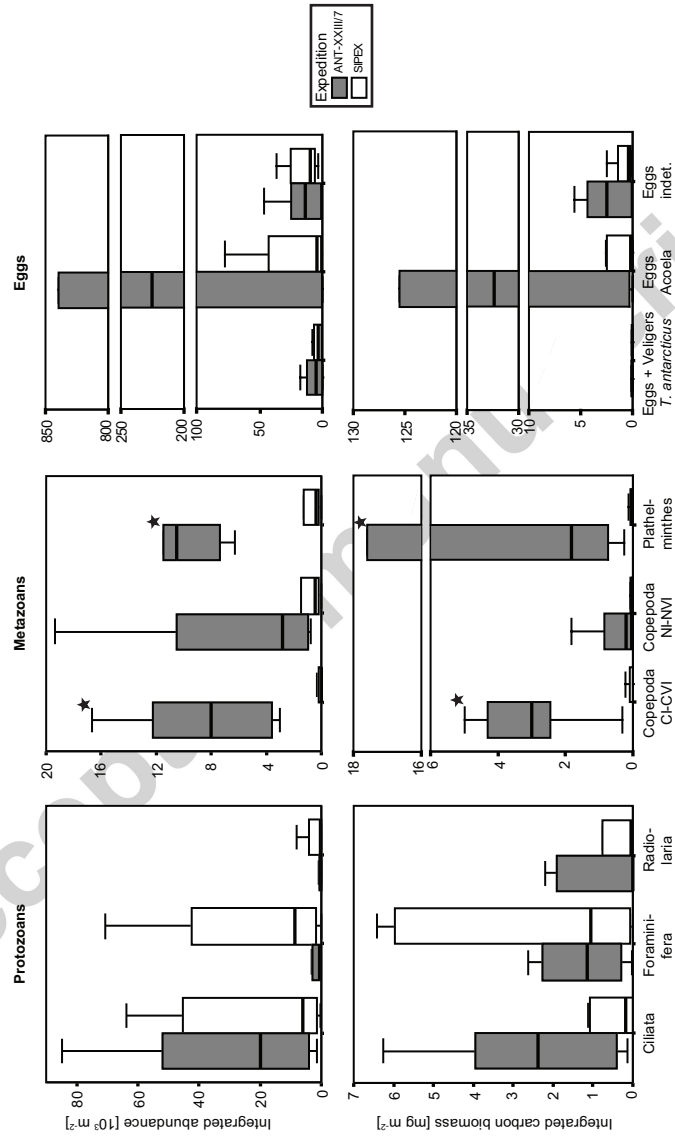 Protozoans
Metazoans
Eggs
Integrated abundance [10³ m⁻²]
80
60
40
20
0
20
16
12
8
4
0
850
800
250
200
100
50
0
Expedition
ANT-XXIII/7
SIPEX
Integrated carbon biomass [mg m⁻²]
7
6
5
4
3
2
1
0
18
16
6
4
2
0
130
125
120
35
30
10
5
0
Ciliata
Foramini-
fera
Radio-
laria
Copepoda
CI-CVI
Copepoda
NI-NVI
Plathel-
minthes
Eggs + Veligers
T. antarcticus
Eggs
Acoela
Eggs
indet.